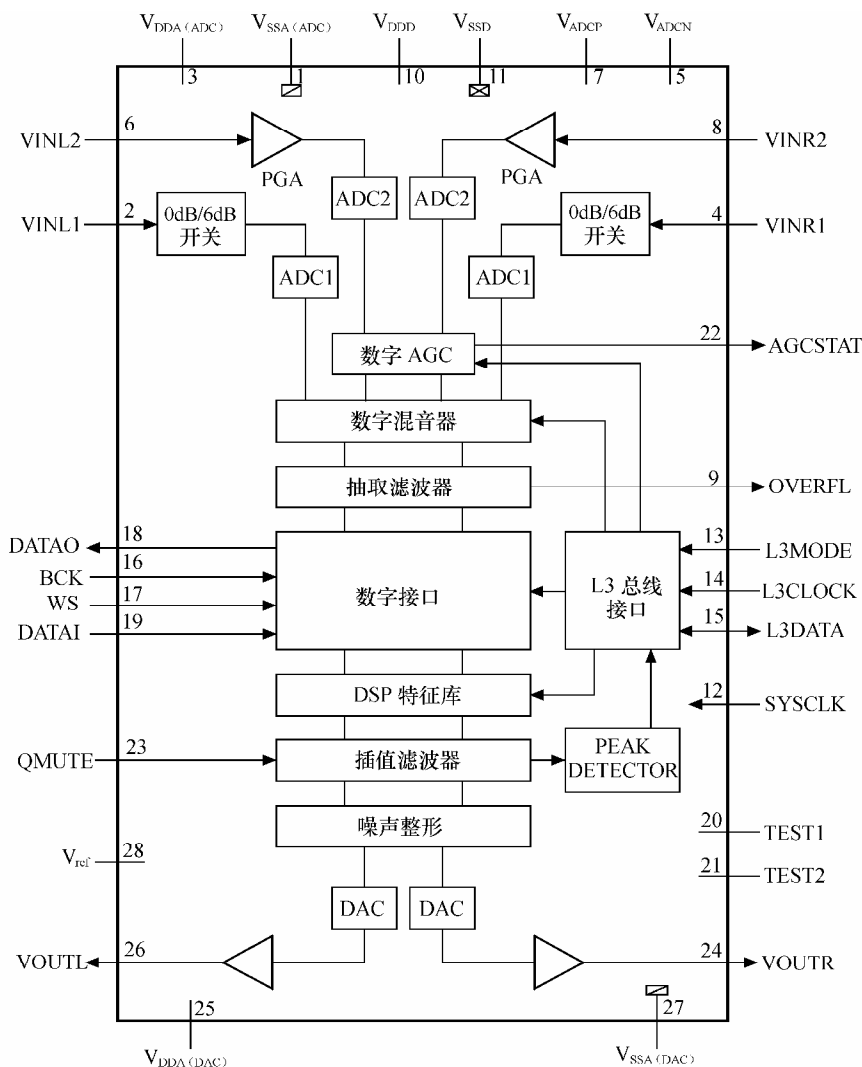 VDDA (ADC) VSSA (ADC) VDDD VSSD VADCP VADCN
3 1 10 11 7 5
VINL2 6 8 VINR2
PGA PGA
ADC2 ADC2
VINL1 2 0dB/6dB 0dB/6dB 4 VINR1
开关 开关
ADC1 ADC1
数字 AGC 22 AGCSTAT
数字混音器
抽取滤波器 9 OVERFL
DATAO 18 13 L3MODE
BCK 16 L3 总线 14 L3CLOCK
WS 17 数字接口 接口
DATAI 19 15 L3DATA
DSP 特征库 12 SYSCLK
QMUTE 23 插值滤波器 PEAK
DETECTOR
噪声整形 20 TEST1
Vref 28
21 TEST2
DAC DAC
VOUTL 26 24 VOUTR
25 27
VDDA (DAC) VSSA (DAC)